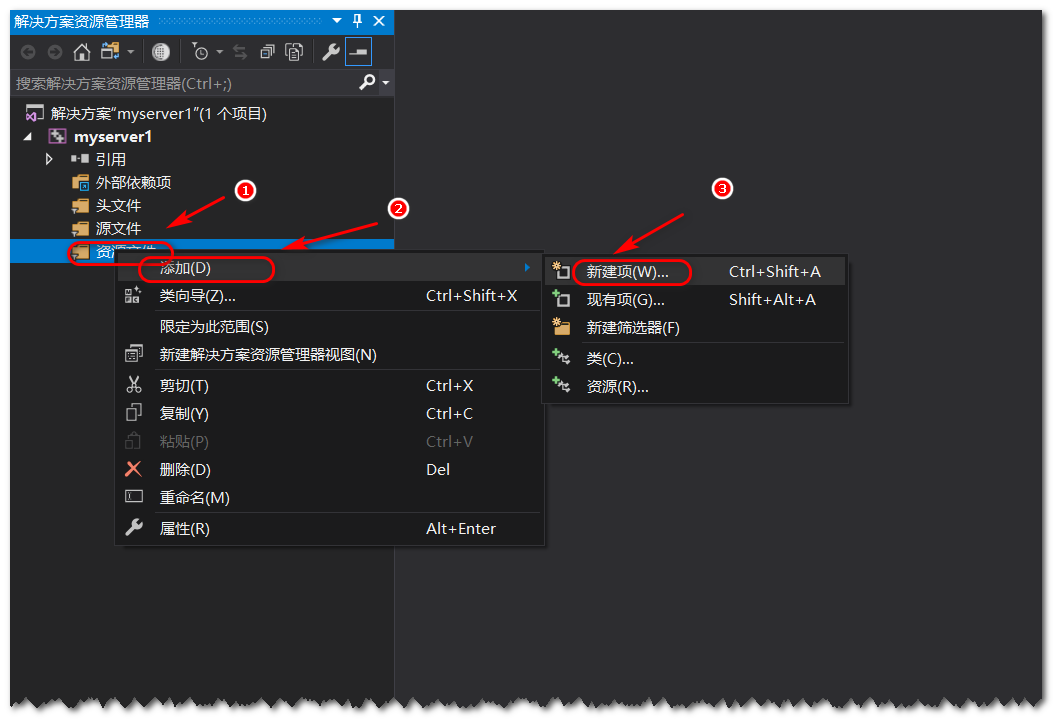 解决方案资源管理器
搜索解决方案资源管理器(Ctrl+;)
解决方案“myserver1”(1 个项目)
myserver1
引用
外部依赖项
头文件
源文件
资源文件
1
2
3
添加(D)
类向导(Z)... Ctrl+Shift+X
限定为此范围(S)
新建解决方案资源管理器视图(N)
剪切(T) Ctrl+X
复制(Y) Ctrl+C
粘贴(P) Ctrl+V
删除(D) Del
重命名(M)
属性(R) Alt+Enter
新建项(W)... Ctrl+Shift+A
现有项(G)... Shift+Alt+A
新建筛选器(F)
类(C)...
资源(R)...